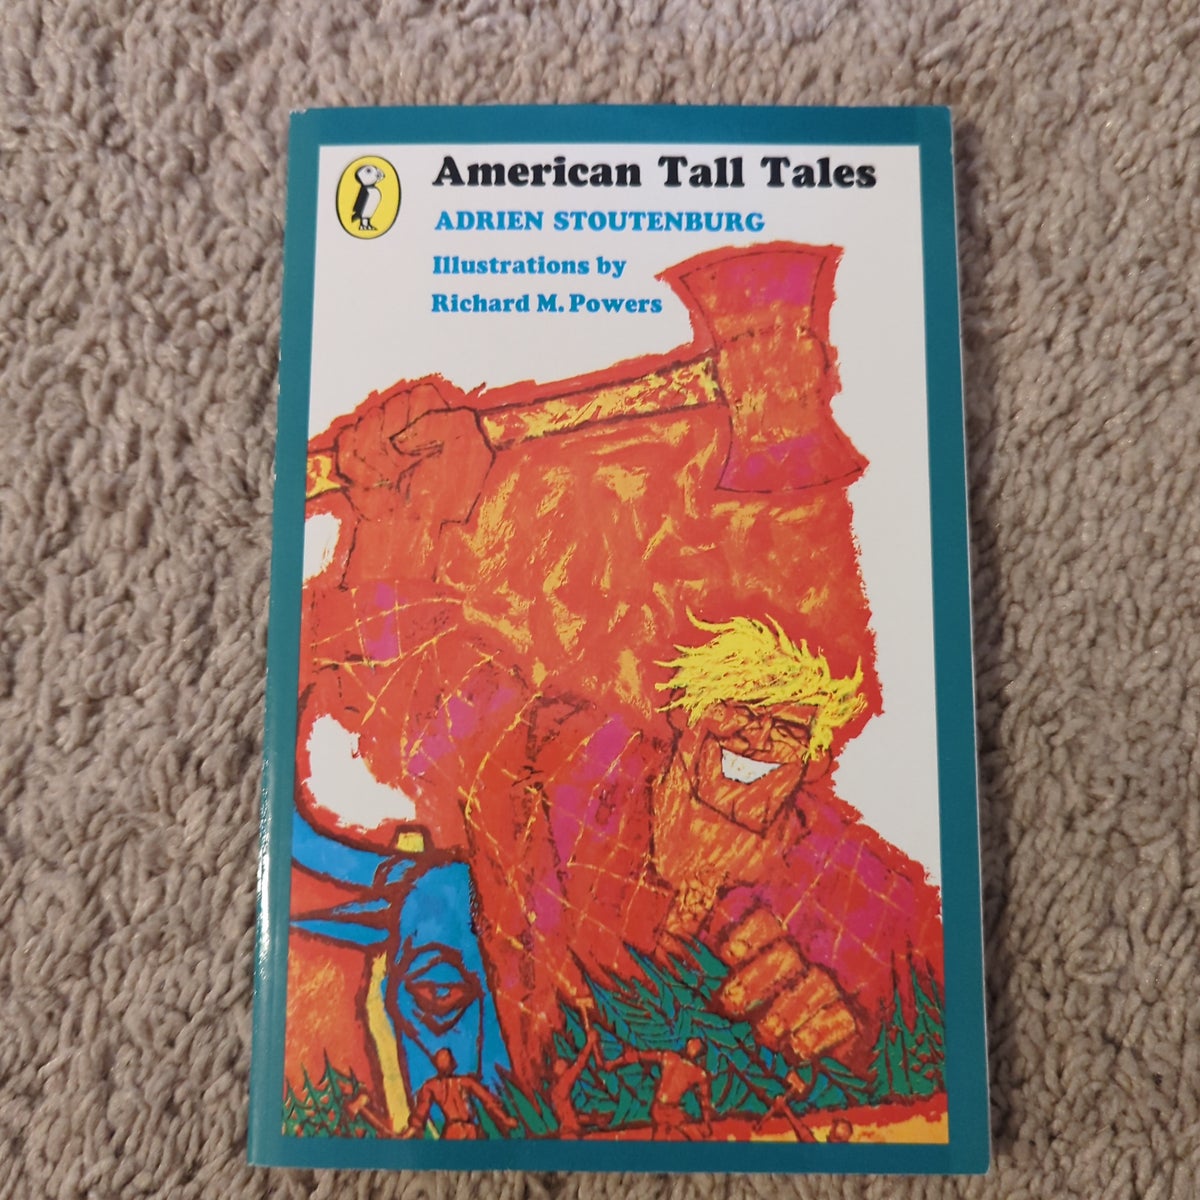 American Tall Tales
ADRIEN STOUTENBURG
Illustrations by
Richard M. Powers